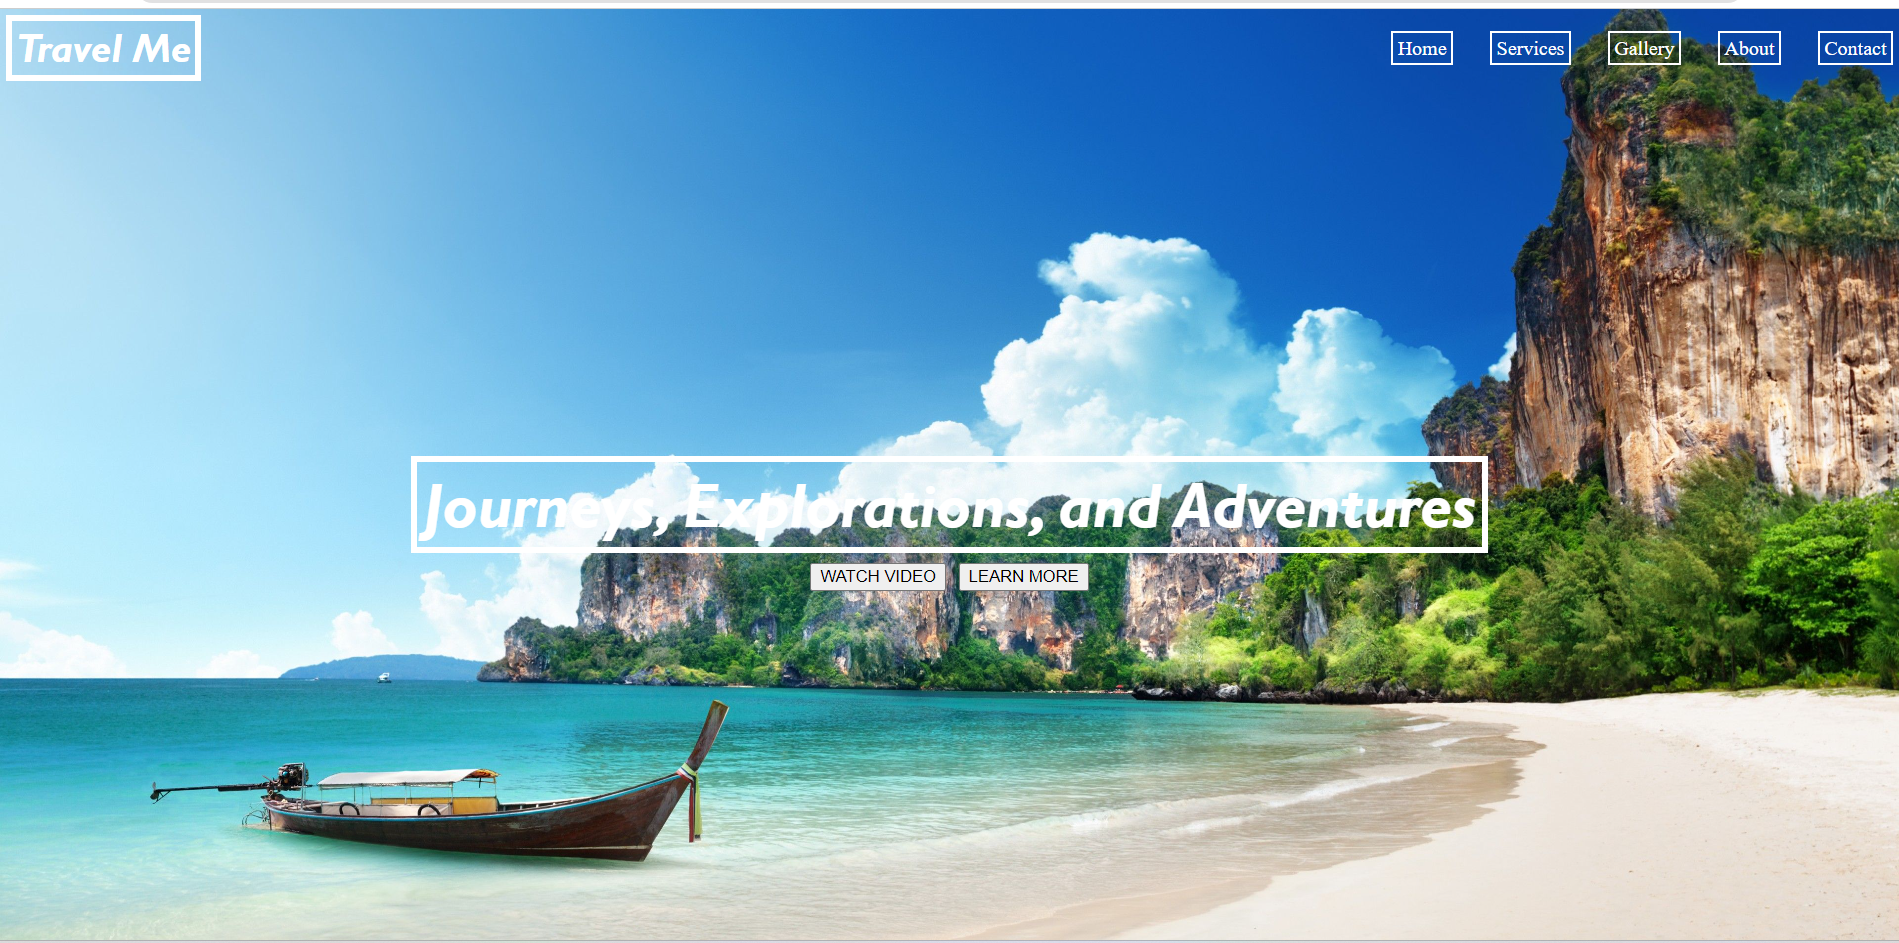 Travel Me
Home Services Gallery About Contact
Journeys, Explorations, and Adventures
WATCH VIDEO LEARN MORE